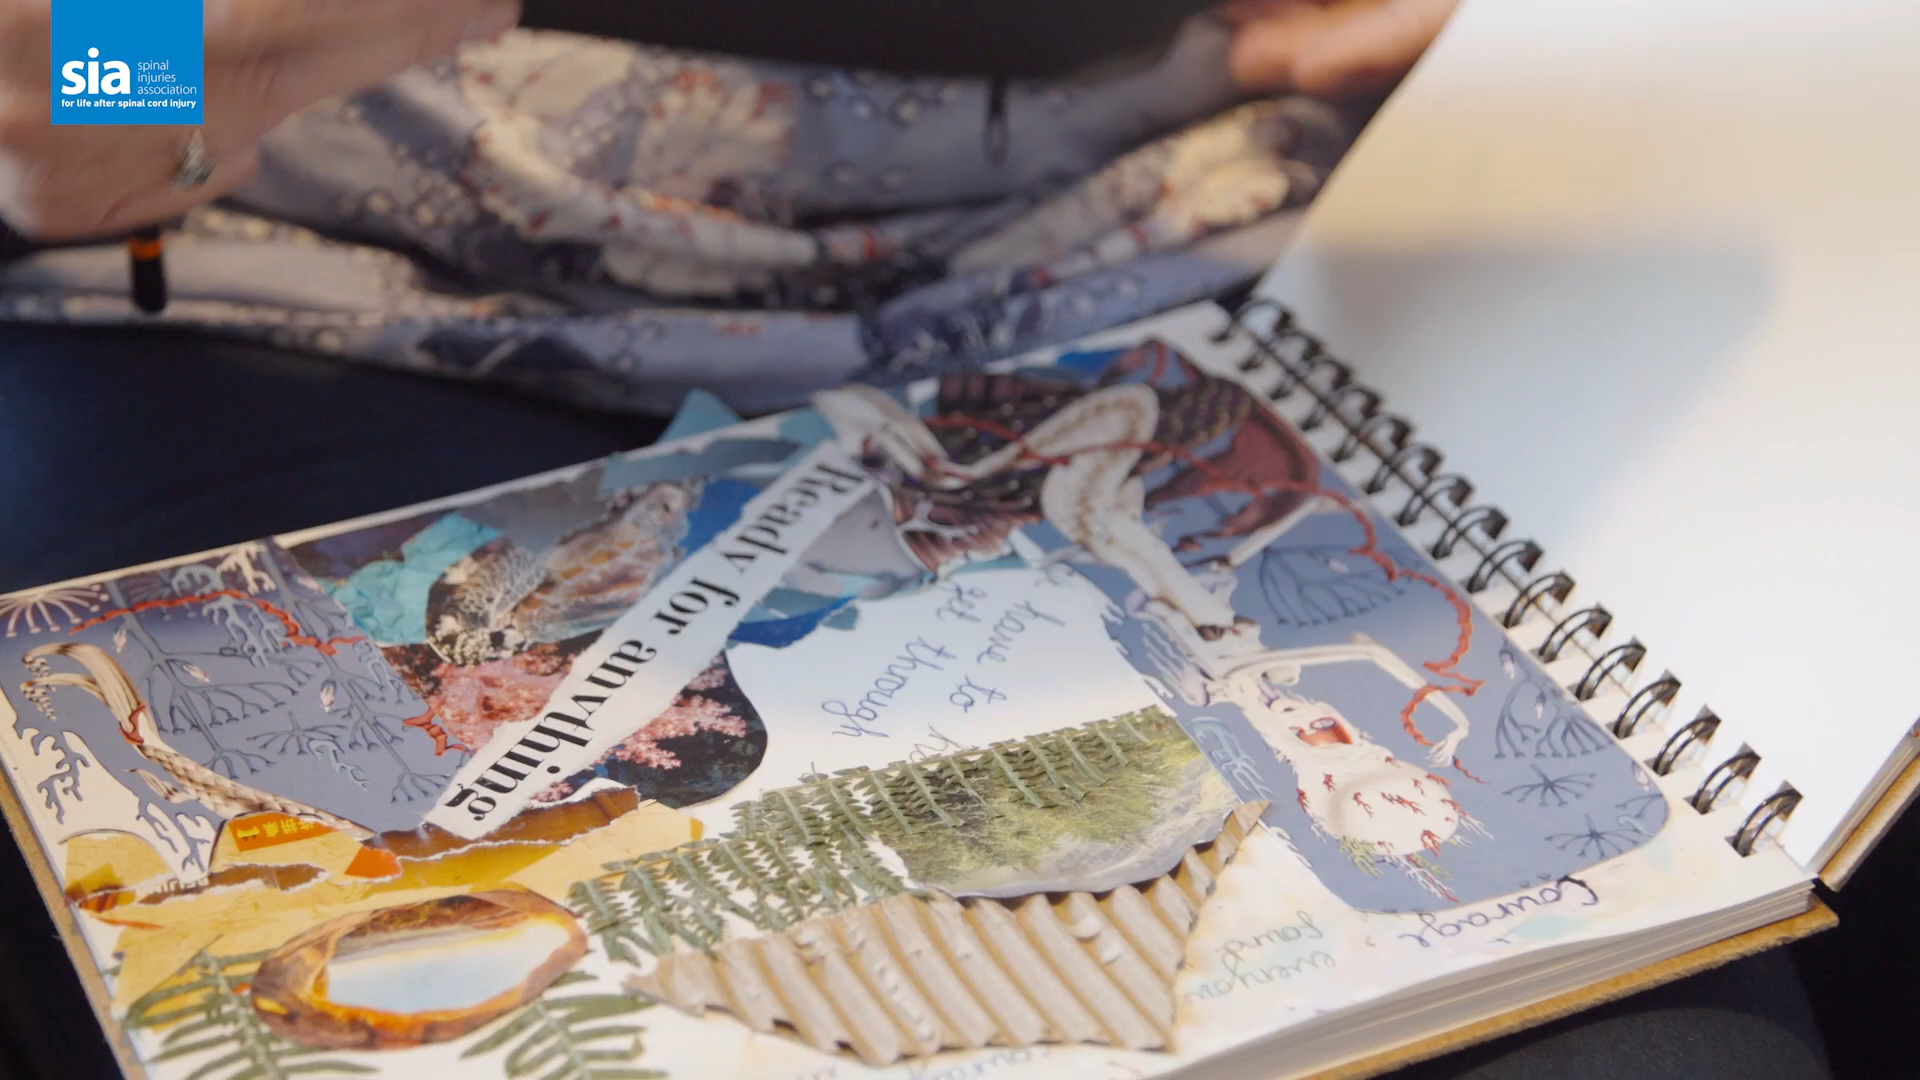 sia
spinal
injuries
association
for life after spinal cord injury
Ready for anything
have to
get through
Courage
found